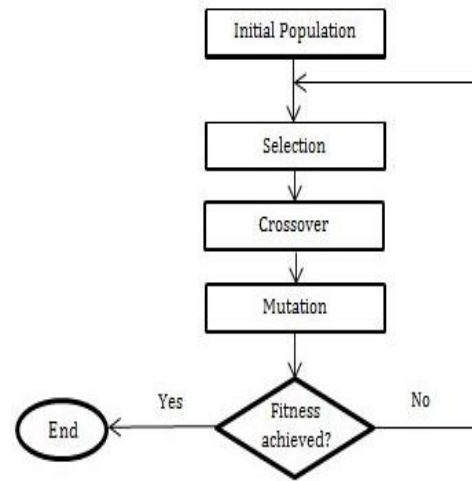 Initial Population
Selection
Crossover
Mutation
Fitness
achieved?
Yes
No
End